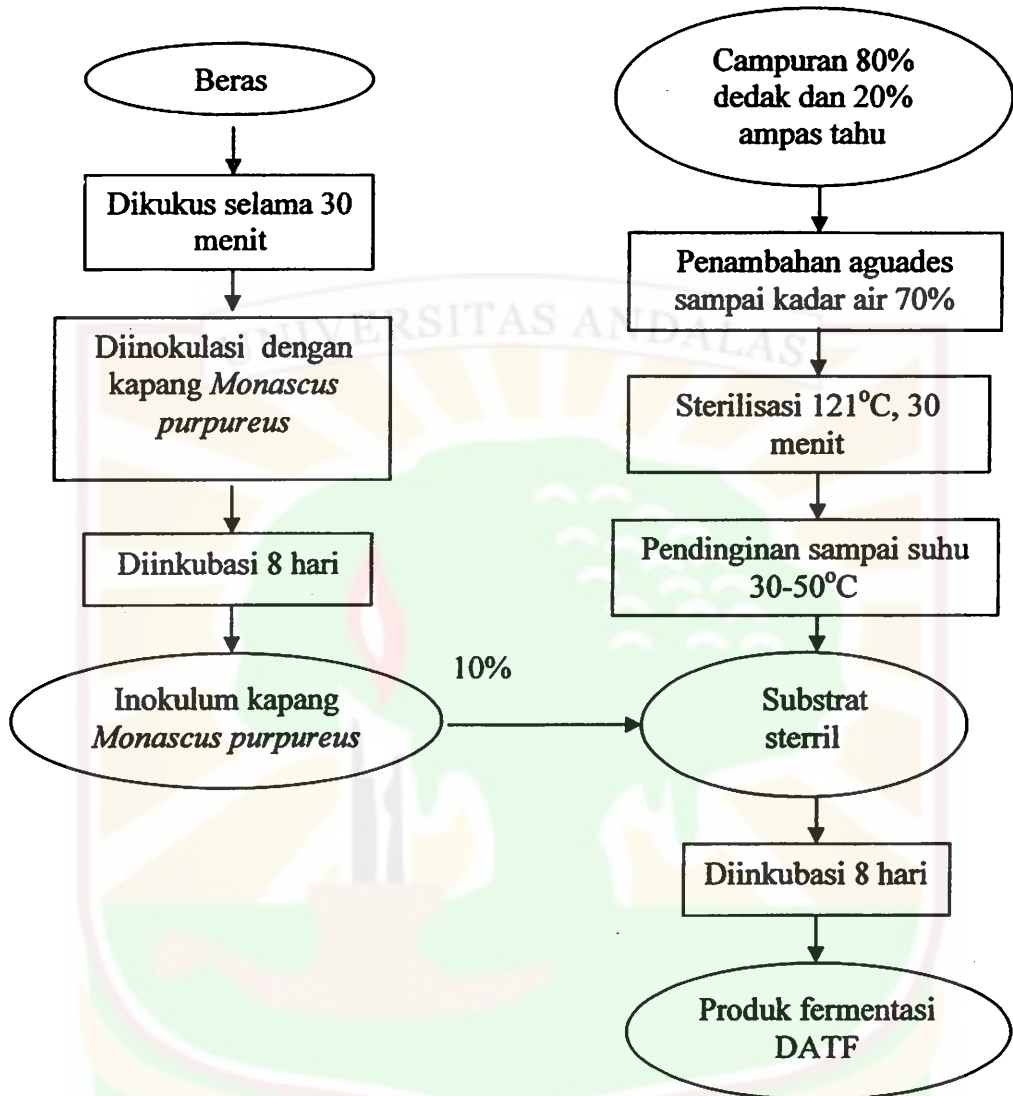 Beras
Dikukus selama 30
menit
Diinokulasi dengan
kapang Monascus
purpureus
Diinkubasi 8 hari
Inokulum kapang
Monascus purpureus
10%
Campuran 80%
dedak dan 20%
ampas tahu
Penambahan aguades
sampai kadar air 70%
Sterilisasi 121°C, 30
menit
Pendinginan sampai suhu
30-50°C
Substrat
sterril
Diinkubasi 8 hari
Produk fermentasi
DATF
UNIVERSITAS ANDALAS